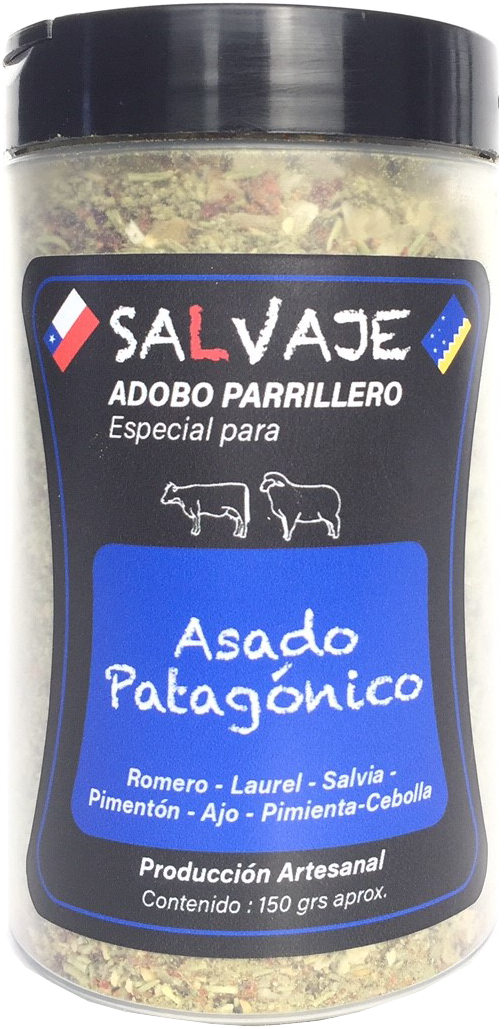 SALVAJE
ADOBO PARRILLERO
Especial para
Asado
Patagónico
Romero - Laurel - Salvia -
Pimentón - Ajo - Pimienta-Cebolla
Producción Artesanal
Contenido : 150 grs aprox.